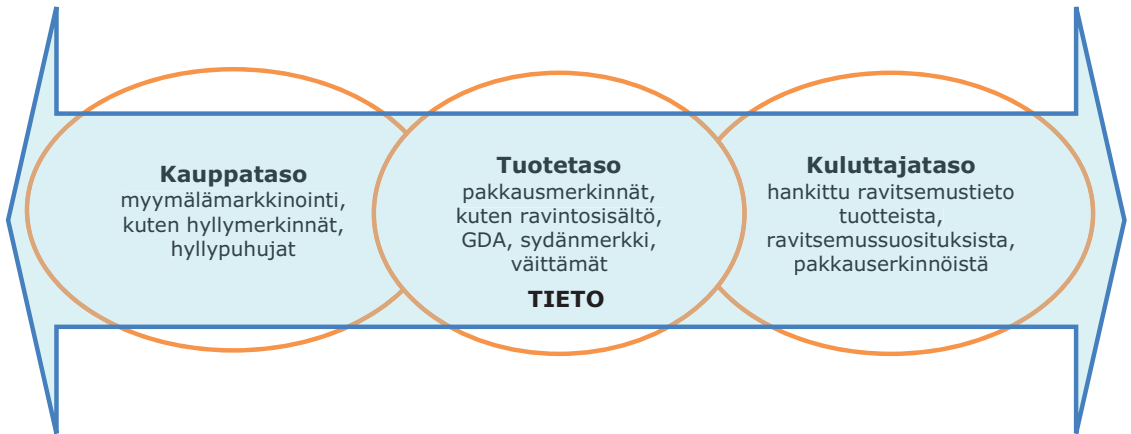 Kauppataso
myymälämarkkinointi,
kuten hyllymerkinnät,
hyllypuhujat
Tuotetaso
pakkausmerkinnät,
kuten ravintosisältö,
GDA, sydänmerkki,
väittämät
TIETO
Kuluttajataso
hankittu ravitsemustieto
tuotteista,
ravitsemussuosituksista,
pakkauserkinnöistä